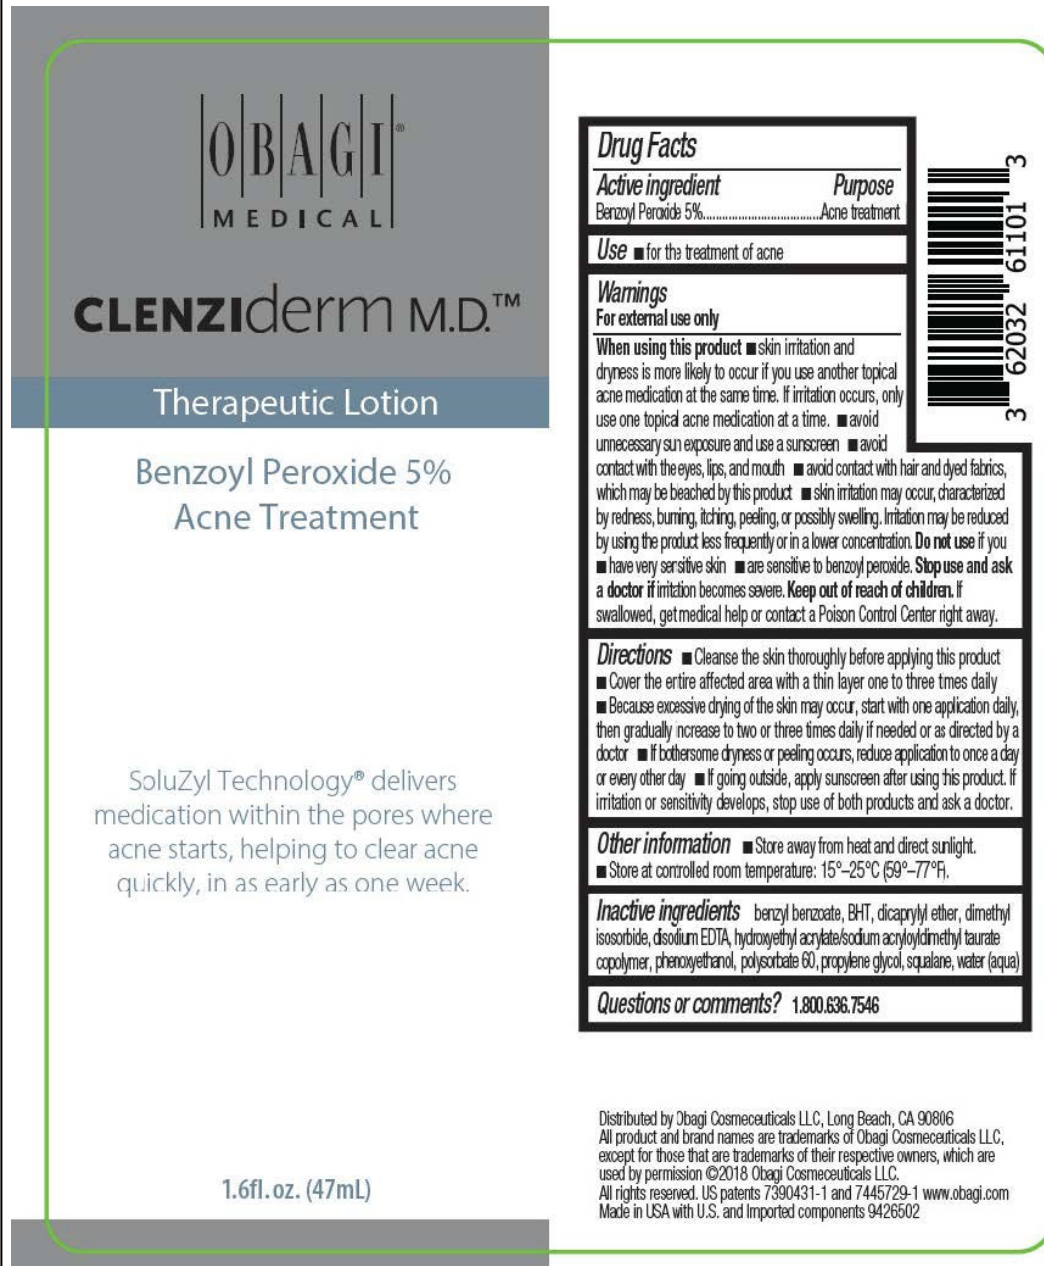 OBAGI®
MEDICAL
CLENZIderm M.D.™
Therapeutic Lotion
Benzoyl Peroxide 5%
Acne Treatment
SoluZyl Technology® delivers
medication within the pores where
acne starts, helping to clear acne
quickly, in as early as one week.
1.6fl. oz. (47mL)
Drug Facts
Active ingredient Purpose
Benzoyl Peroxide 5%.....................................Acne treatment
Use ■ for the treatment of acne
Warnings
For external use only
When using this product ■ skin irritation and
dryness is more likely to occur if you use another topical
acne medication at the same time. If irritation occurs, only
use one topical acne medication at a time. ■ avoid
unnecessary sun exposure and use a sunscreen ■ avoid
contact with the eyes, lips, and mouth ■ avoid contact with hair and dyed fabrics,
which may be bleached by this product ■ skin irritation may occur, characterized
by redness, burning, itching, peeling, or possibly swelling. Irritation may be reduced
by using the product less frequently or in a lower concentration. Do not use if you
■ have very sensitive skin ■ are sensitive to benzoyl peroxide. Stop use and ask
a doctor if irritation becomes severe. Keep out of reach of children. If
swallowed, get medical help or contact a Poison Control Center right away.
Directions ■ Cleanse the skin thoroughly before applying this product
■ Cover the entire affected area with a thin layer one to three times daily
■ Because excessive drying of the skin may occur, start with one application daily,
then gradually increase to two or three times daily if needed or as directed by a
doctor ■ If bothersome dryness or peeling occurs, reduce application to once a day
or every other day ■ If going outside, apply sunscreen after using this product. If
irritation or sensitivity develops, stop use of both products and ask a doctor.
Other information ■ Store away from heat and direct sunlight.
■ Store at controlled room temperature: 15°–25°C (59°–77°F).
Inactive ingredients benzyl benzoate, BHT, dicaprylyl ether, dimethyl
isosorbide, disodium EDTA, hydroxyethyl acrylate/sodium acryloyldimethyl taurate
copolymer, phenoxyethanol, polysorbate 60, propylene glycol, squalane, water (aqua)
Questions or comments? 1.800.636.7546
3 62032 61101 3
Distributed by Obagi Cosmeceuticals LLC, Long Beach, CA 90806
All product and brand names are trademarks of Obagi Cosmeceuticals LLC,
except for those that are trademarks of their respective owners, which are
used by permission ©2018 Obagi Cosmeceuticals LLC.
All rights reserved. US patents 7390431-1 and 7445729-1 www.obagi.com
Made in USA with U.S. and Imported components 9426502